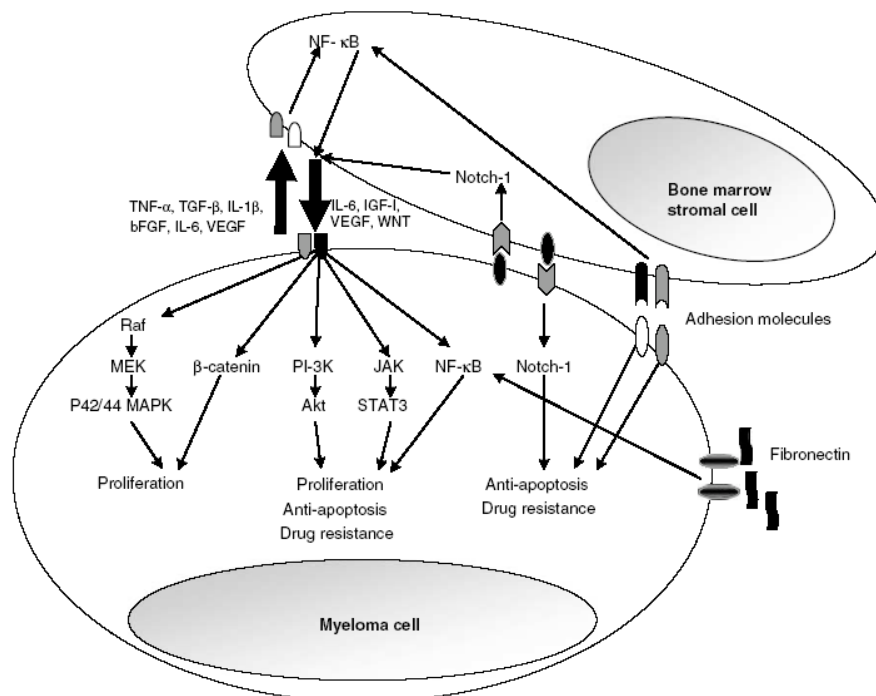 NF- κB
Bone marrow
stromal cell
Notch-1
TNF-α, TGF-β, IL-1β,
bFGF, IL-6, VEGF
IL-6, IGF-I,
VEGF, WNT
Adhesion molecules
Raf
MEK
P42/44 MAPK
Proliferation
β-catenin
PI-3K
Akt
JAK
STAT3
NF-κB
Proliferation
Anti-apoptosis
Drug resistance
Notch-1
Anti-apoptosis
Drug resistance
Fibronectin
Myeloma cell